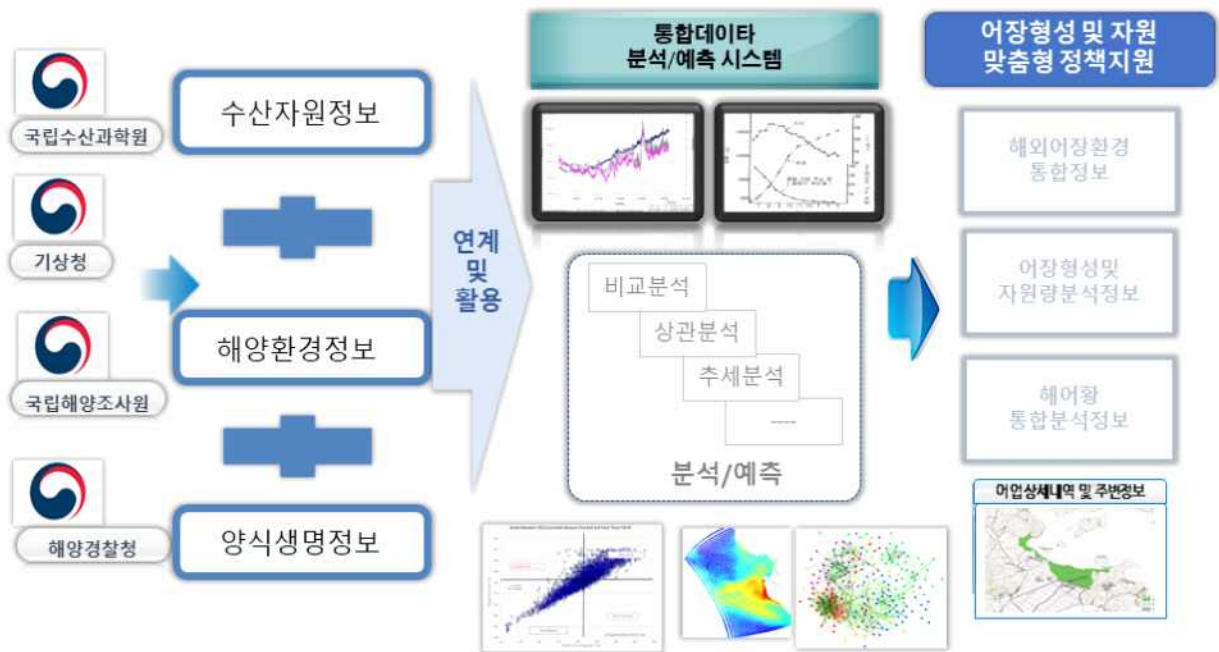 국립수산과학원
기상청
국립해양조사원
해양경찰청
수산자원정보
해양환경정보
양식생명정보
연계
및
활용
통합데이타
분석/예측 시스템
비교분석
상관분석
추세분석
분석/예측
어장형성 및 자원
맞춤형 정책지원
해외어장환경
통합정보
어장형성및
자원량분석정보
해어황
통합분석정보
어업상세내역 및 주변정보